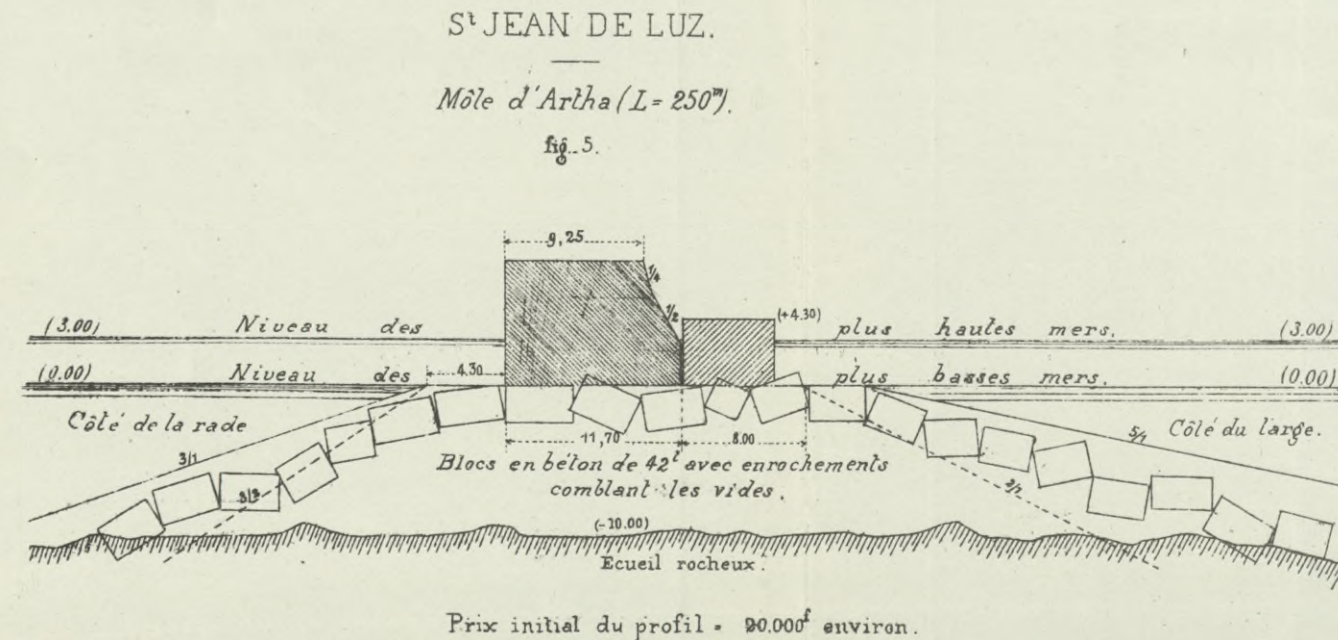 St JEAN DE LUZ.
Môle d'Artha (L = 250m).
fig. 5.
9,25
1/4
1/2
(+4.30)
(3.00) Niveau des plus hautes mers. (3.00)
(0.00) Niveau des 4.30 plus basses mers. (0.00)
Côté de la rade
Côté du large.
3/1
5/1
11,70 8.00
Blocs en béton de 42t avec enrochements
comblant les vides.
2/1
(-10.00)
Ecueil rocheux.
Prix initial du profil = 20.000f environ.